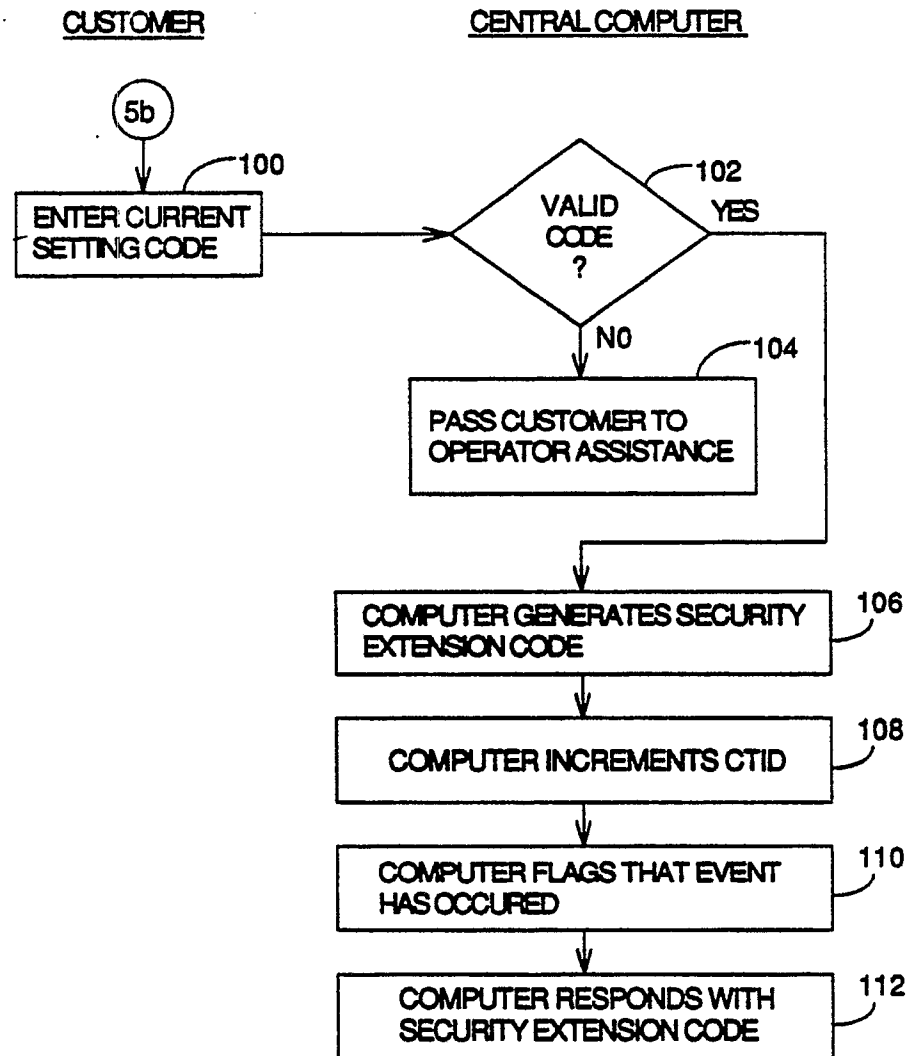 CUSTOMER
CENTRAL COMPUTER
5b
100
ENTER CURRENT
SETTING CODE
102
VALID
CODE
?
YES
NO
104
PASS CUSTOMER TO
OPERATOR ASSISTANCE
106
COMPUTER GENERATES SECURITY
EXTENSION CODE
108
COMPUTER INCREMENTS CTID
110
COMPUTER FLAGS THAT EVENT
HAS OCCURED
112
COMPUTER RESPONDS WITH
SECURITY EXTENSION CODE